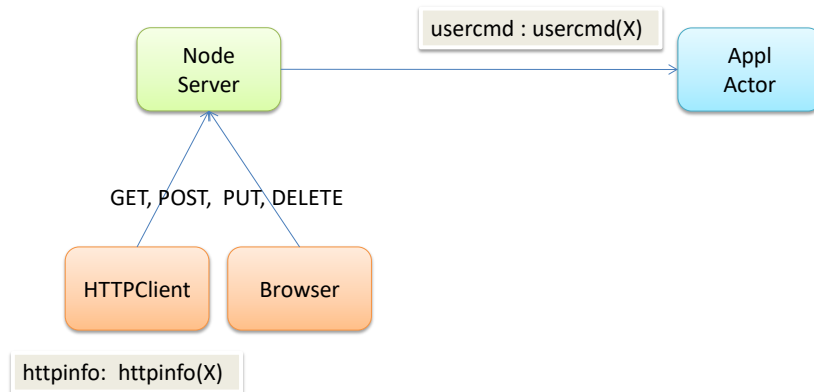 usercmd : usercmd(X)
Node
Server
Appl
Actor
GET, POST,  PUT, DELETE
HTTPClient
Browser
httpinfo:  httpinfo(X)